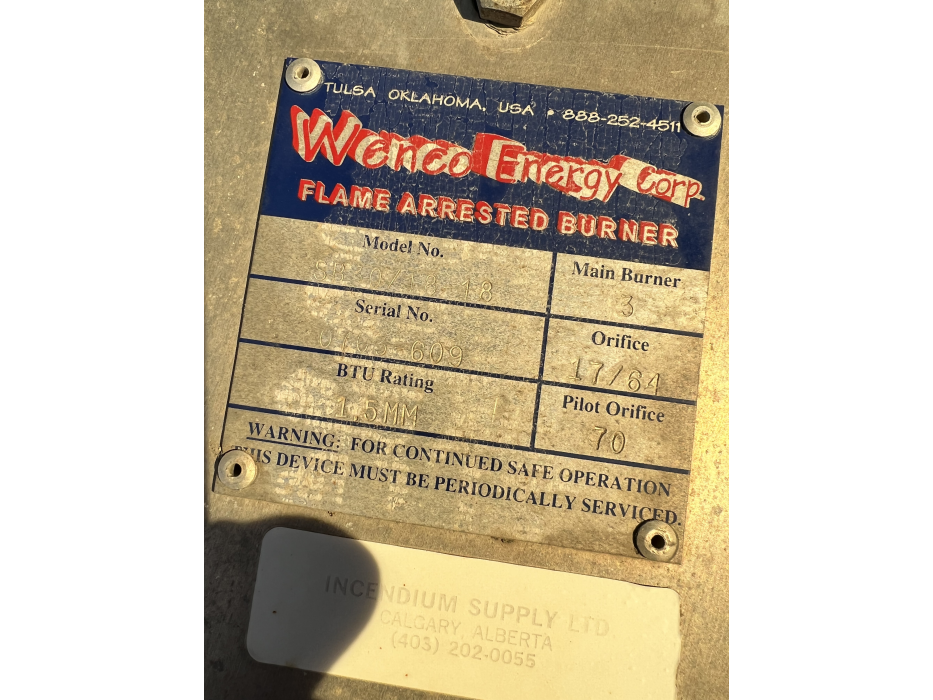 TULSA OKLAHOMA, USA • 888-252-4511
Wenco Energy Corp.
FLAME ARRESTED BURNER
Model No.
18
Main Burner
3
Serial No.
609
Orifice
17/64
BTU Rating
1.5MM
Pilot Orifice
70
WARNING: FOR CONTINUED SAFE OPERATION
THIS DEVICE MUST BE PERIODICALLY SERVICED.
INCENDIUM SUPPLY LTD
CALGARY, ALBERTA
(403) 202-0055